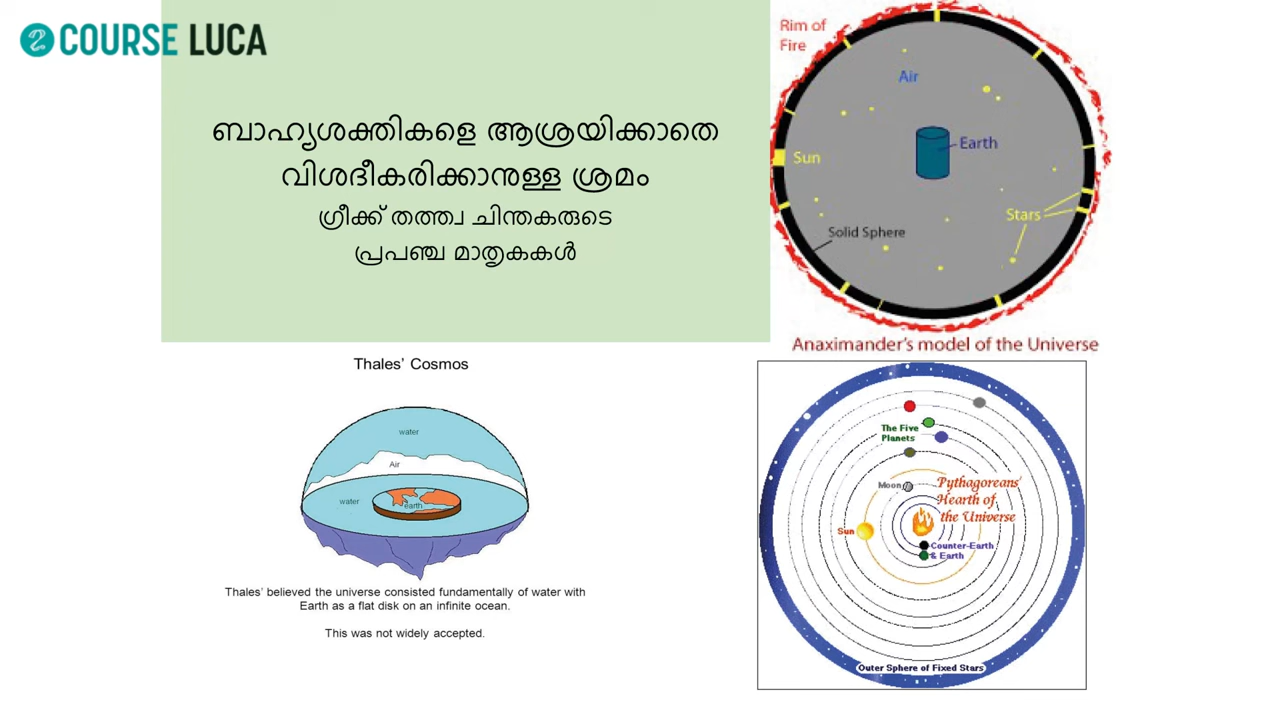 COURSE LUCA
ബാഹ്യശക്തികളെ ആശ്രയിക്കാതെ
വിശദീകരിക്കാനുള്ള ശ്രമം
ഗ്രീക്ക് തത്ത്വ ചിന്തകരുടെ
പ്രപഞ്ച മാതൃകകൾ
Rim of
Fire
Air
Earth
Sun
Stars
Solid Sphere
Anaximander's model of the Universe
Thales' Cosmos
water
Air
water
earth
Thales' believed the universe consisted fundamentally of water with
Earth as a flat disk on an infinite ocean.
This was not widely accepted.
The Five
Planets
Moon
Pythagoreans'
Hearth of
the Universe
Sun
Counter-Earth
& Earth
Outer Sphere of Fixed Stars